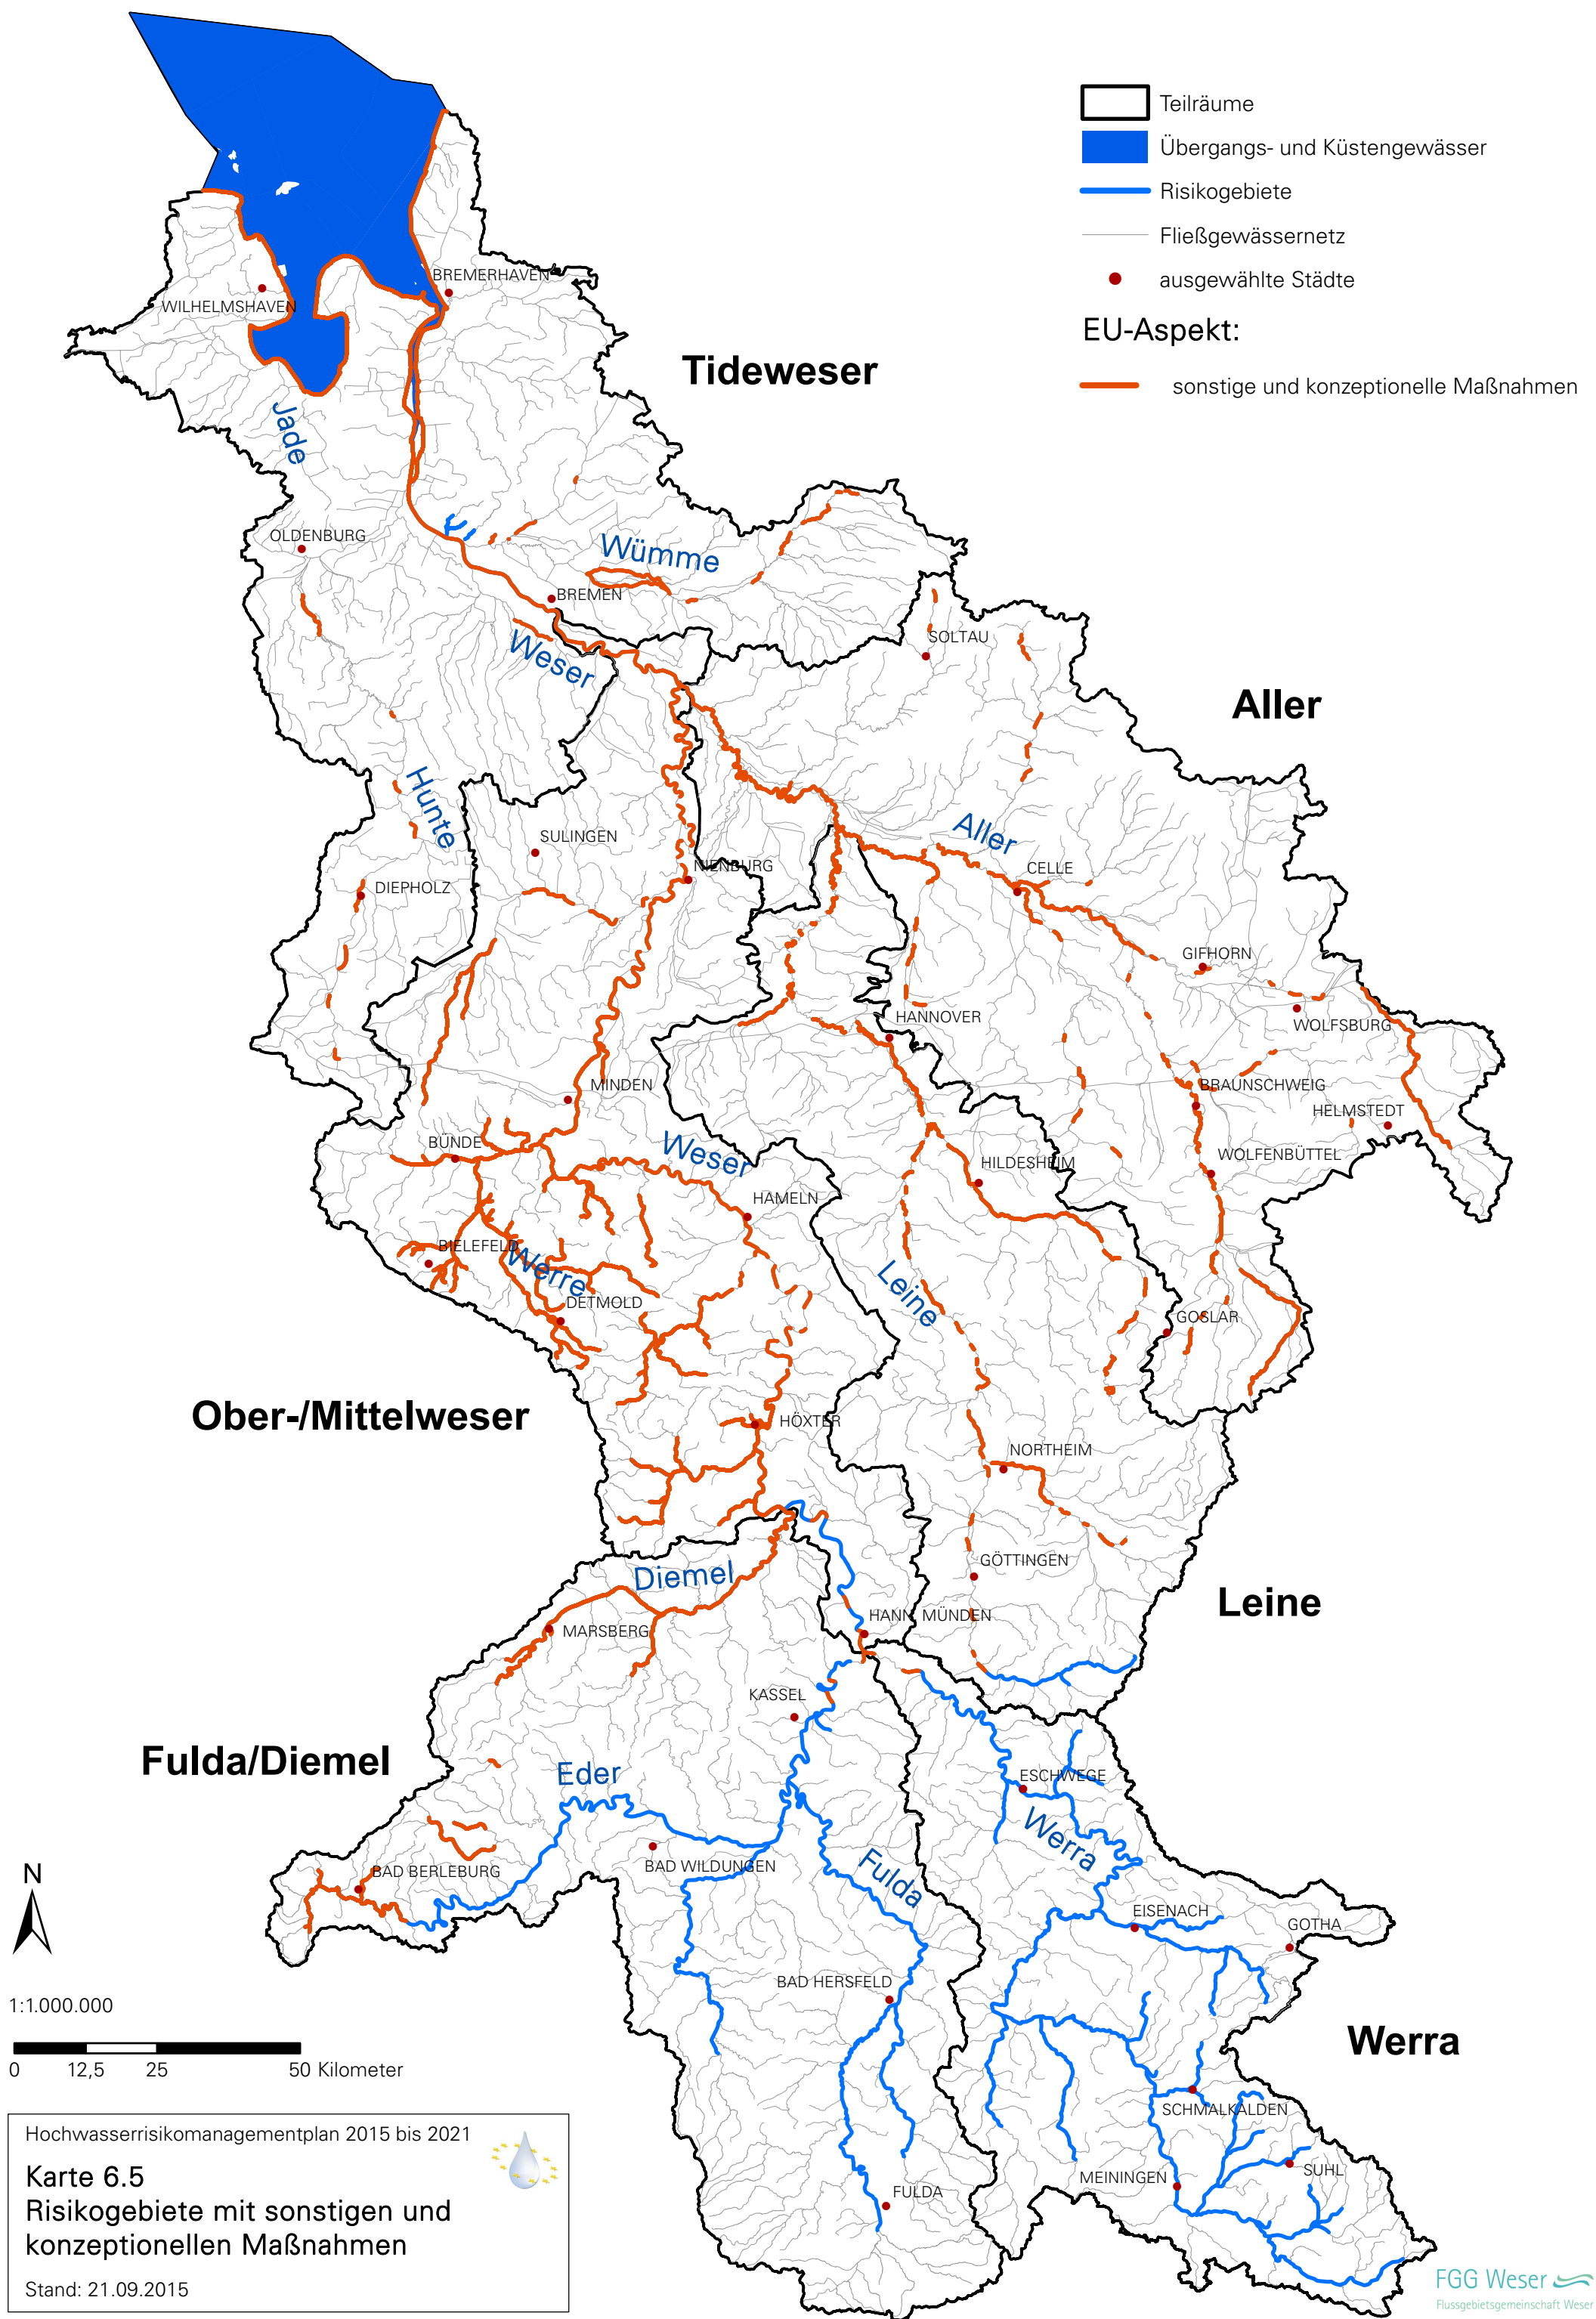 Teilräume
Übergangs- und Küstengewässer
Risikogebiete
Fließgewässernetz
ausgewählte Städte
EU-Aspekt:
sonstige und konzeptionelle Maßnahmen
BREMERHAVEN
WILHELMSHAVEN
Tideweser
Jade
OLDENBURG
Wümme
BREMEN
Weser
SOLTAU
Aller
Hunte
SULINGEN
Aller
CELLE
NIENBURG
DIEPHOLZ
GIFHORN
HANNOVER
WOLFSBURG
MINDEN
BRAUNSCHWEIG
HELMSTEDT
BÜNDE
Weser
WOLFENBÜTTEL
HILDESHEIM
HAMELN
BIELEFELD
Werre
Leine
DETMOLD
GOSLAR
Ober-/Mittelweser
HÖXTER
NORTHEIM
GÖTTINGEN
Diemel
Leine
HANN. MÜNDEN
MARSBERG
KASSEL
Fulda/Diemel
Eder
ESCHWEGE
Werra
BAD WILDUNGEN
BAD BERLEBURG
Fulda
N
EISENACH
GOTHA
BAD HERSFELD
1:1.000.000
Werra
0 12,5 25 50 Kilometer
SCHMALKALDEN
Hochwasserrisikomanagementplan 2015 bis 2021
SUHL
MEININGEN
Karte 6.5
FULDA
Risikogebiete mit sonstigen und
konzeptionellen Maßnahmen
Stand: 21.09.2015
FGG Weser
Flussgebietsgemeinschaft Weser